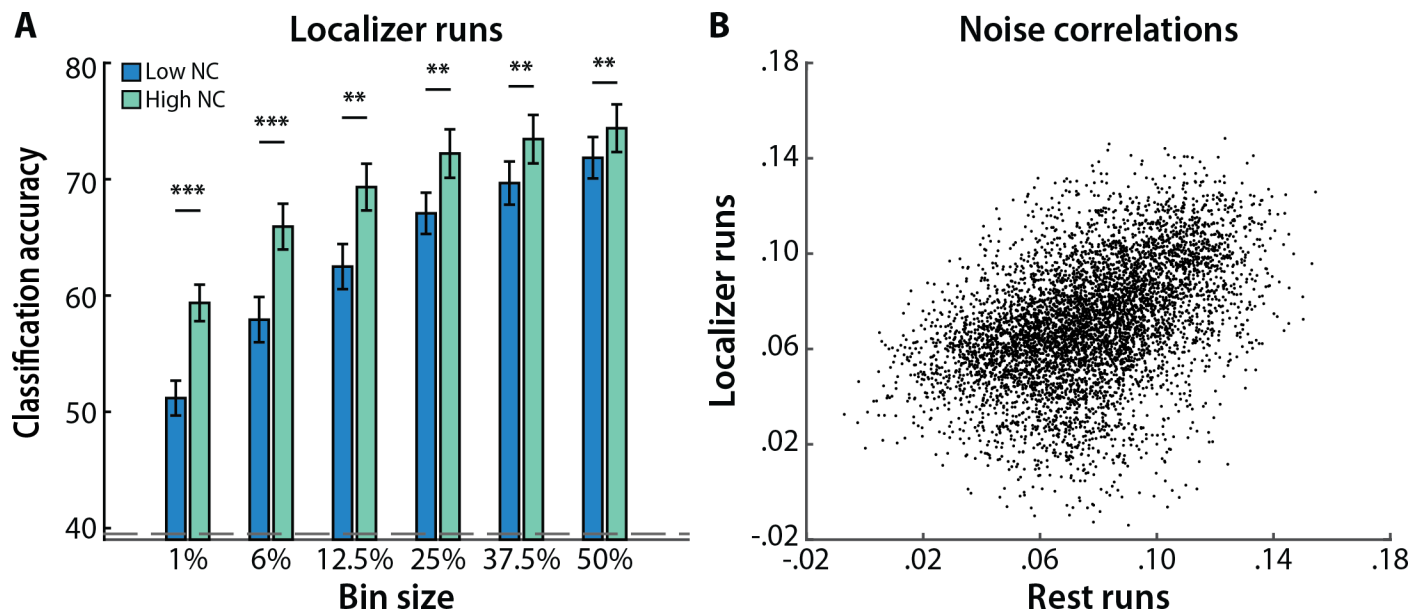 A
Localizer runs
Low NC
High NC
Classification accuracy
80
70
60
50
40
***
***
**
**
**
**
1% 6% 12.5% 25% 37.5% 50%
Bin size
B
Noise correlations
Localizer runs
.18
.14
.10
.06
.02
-.02
-.02 .02 .06 .10 .14 .18
Rest runs